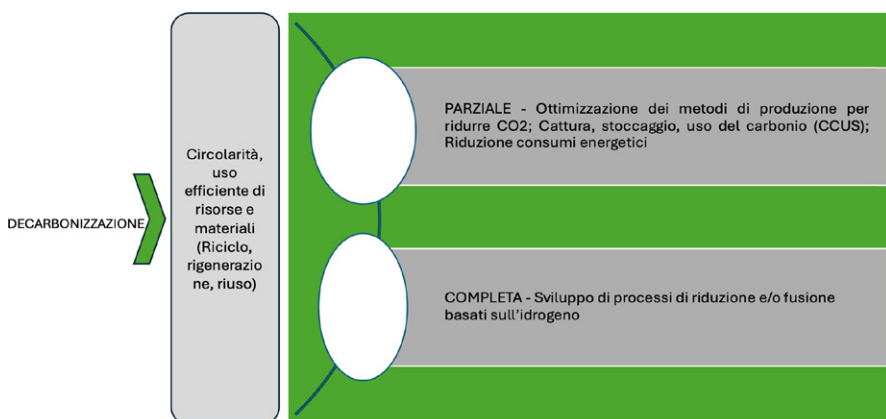 DECARBONIZZAZIONE
Circolarità,
uso
efficiente di
risorse e
materiali
(Riciclo,
rigenerazio
ne, riuso)
PARZIALE - Ottimizzazione dei metodi di produzione per
ridurre CO2; Cattura, stoccaggio, uso del carbonio (CCUS);
Riduzione consumi energetici
COMPLETA - Sviluppo di processi di riduzione e/o fusione
basati sull'idrogeno